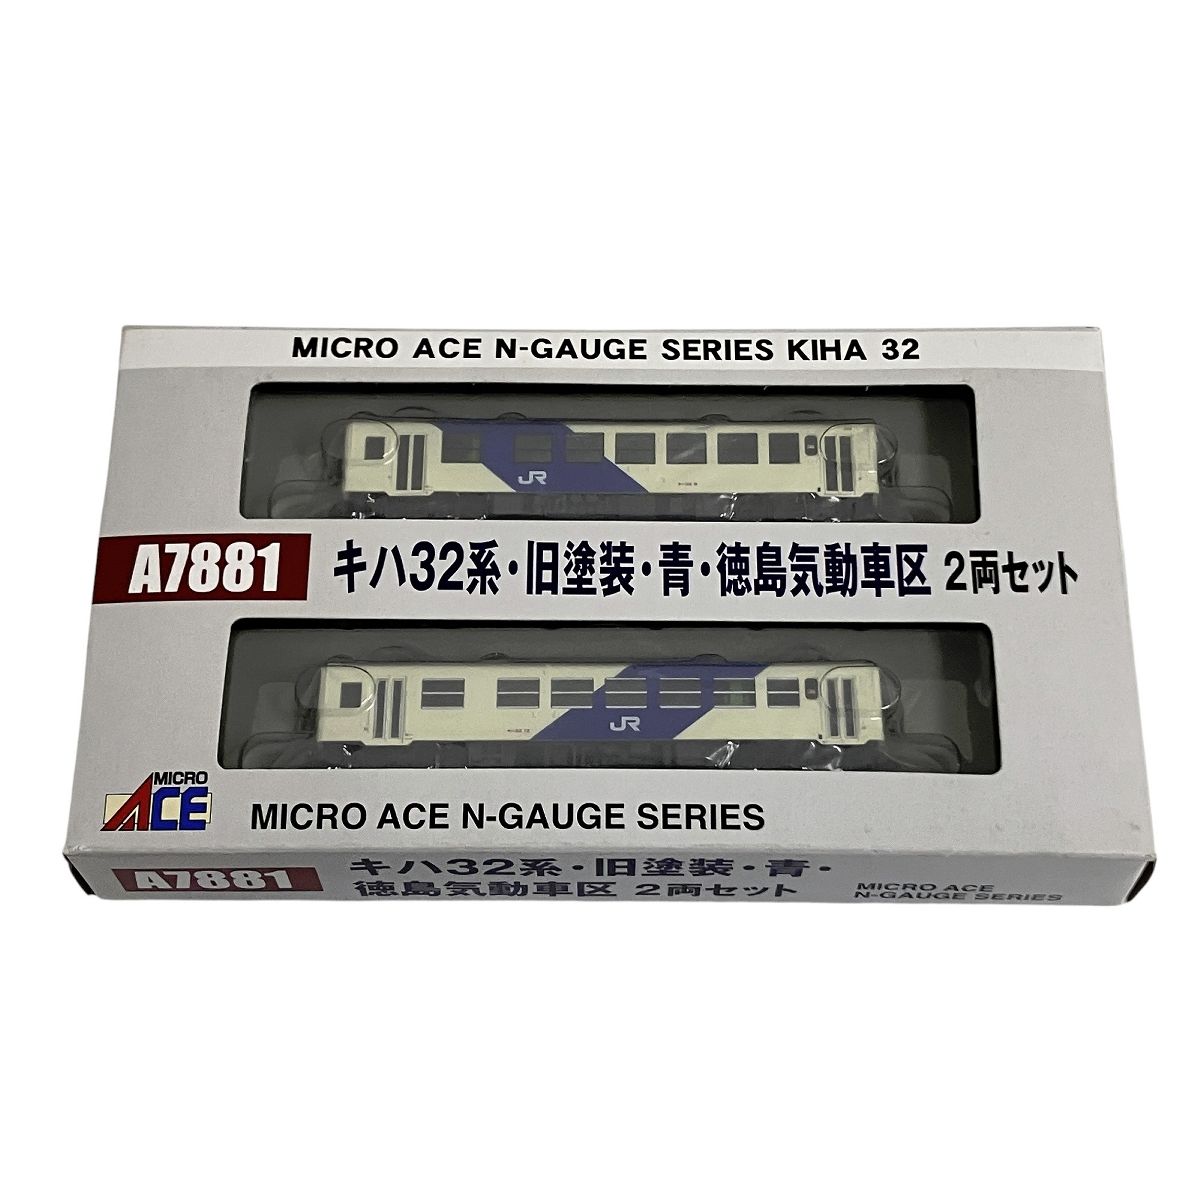 MICRO ACE N-GAUGE SERIES KIHA 32
JR
A7881
キハ32系・旧塗装・青・徳島気動車区 2両セット
JR
MICRO
ACE
MICRO ACE N-GAUGE SERIES
A7881
キハ32系・旧塗装・青・
徳島気動車区 2両セット
MICRO ACE
N-GAUGE SERIES